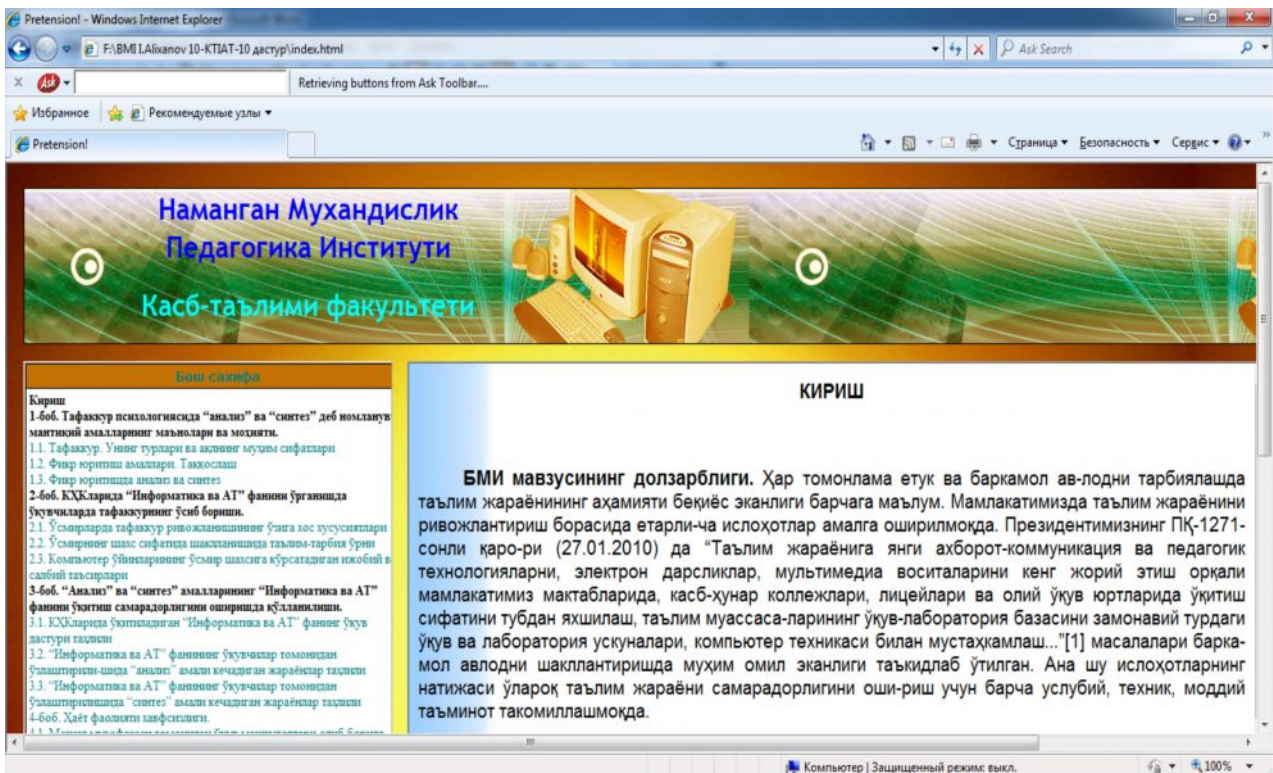 Pretension! - Windows Internet Explorer
F:\BMI I.Alixanov 10-KTIAT-10 дастур\index.html
Ask Search
Ask
Retrieving buttons from Ask Toolbar....
Избранное
Рекомендуемые узлы
Pretension!
Страница
Безопасность
Сервис
Наманган Мухандислик
Педагогика Институти
Касб-таълими факультети
Бош сахифа
Кириш
1-боб. Тафаккур психологиясида “анализ” ва “синтез” деб номланув
мантиқий амалларнинг маънолари ва моҳияти.
1.1. Тафаккур. Унинг турлари ва ақлнинг муҳим сифатлари
1.2. Фикр юритиш амаллари. Таққослаш
1.3. Фикр юритишда анализ ва синтез
2-боб. КҲКларида “Информатика ва АТ” фанини ўрганишда
ўқувчиларда тафаккурнинг ўсиб бориши.
2.1. Ўсмирларда тафаккур ривожланишининг ўзига хос хусусиятлари
2.2. Ўсмирнинг шахс сифатида шаклланишида таълим-тарбия ўрни
2.3. Компьютер ўйинларининг ўсмир шахсига кўрсатадиган ижобий в
салбий таъсирлари
3-боб. “Анализ” ва “синтез” амалларининг “Информатика ва АТ”
фанини ўқитиш самарадорлигини оширишда қўлланилиши.
3.1. КҲКларида ўқитиладиган “Информатика ва АТ” фанинг ўқув
дастури таҳлили
3.2. “Информатика ва АТ” фанининг ўқувчилар томонидан
ўзлаштирили-шида “анализ” амали кечадиган жараёнлар таҳлили
3.3. “Информатика ва АТ” фанининг ўқувчилар томонидан
ўзлаштирилишида “синтез” амали кечадиган жараёнлар таҳлили
4-боб. Ҳаёт фаолияти хавфсизлиги.
КИРИШ
БМИ мавзусининг долзарблиги. Ҳар томонлама етук ва баркамол ав-лодни тарбиялашда
таълим жараёнининг аҳамияти беқиёс эканлиги барчага маълум. Мамлакатимизда таълим жараёнини
ривожлантириш борасида етарли-ча ислоҳотлар амалга оширилмоқда. Президентимизнинг ПҚ-1271-
сонли қаро-ри (27.01.2010) да “Таълим жараёнига янги ахборот-коммуникация ва педагогик
технологияларни, электрон дарсликлар, мультимедиа воситаларини кенг жорий этиш орқали
мамлакатимиз мактабларида, касб-ҳунар коллежлари, лицейлари ва олий ўқув юртларида ўқитиш
сифатини тубдан яхшилаш, таълим муассаса-ларининг ўқув-лаборатория базасини замонавий турдаги
ўқув ва лаборатория ускуналари, компьютер техникаси билан мустаҳкамлаш...”[1] масалалари барка-
мол авлодни шакллантиришда муҳим омил эканлиги таъкидлаб ўтилган. Ана шу ислоҳотларнинг
натижаси ўлароқ таълим жараёни самарадорлигини оши-риш учун барча услубий, техник, моддий
таъминот такомиллашмоқда.
Компьютер | Защищенный режим: выкл.
100%